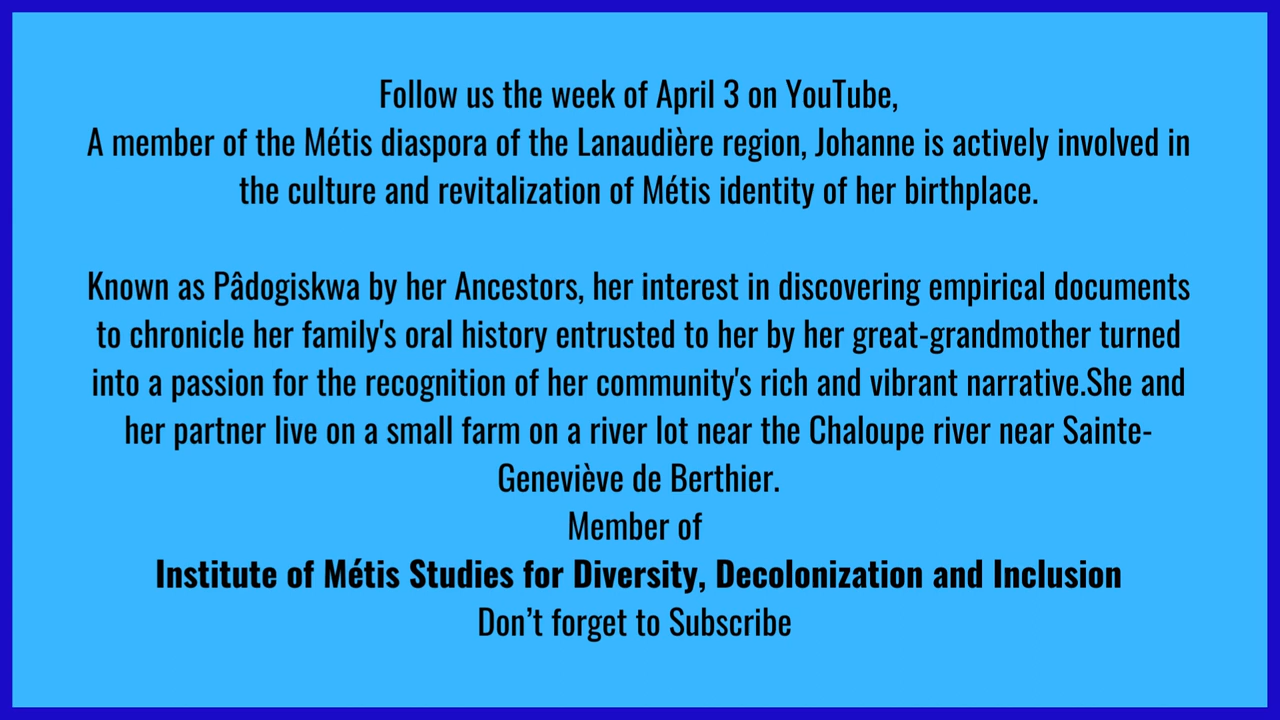 Follow us the week of April 3 on YouTube,
A member of the Métis diaspora of the Lanaudière region, Johanne is actively involved in
the culture and revitalization of Métis identity of her birthplace.
Known as Pâdogiskwa by her Ancestors, her interest in discovering empirical documents
to chronicle her family's oral history entrusted to her by her great-grandmother turned
into a passion for the recognition of her community's rich and vibrant narrative.She and
her partner live on a small farm on a river lot near the Chaloupe river near Sainte-
Geneviève de Berthier.
Member of
Institute of Métis Studies for Diversity, Decolonization and Inclusion
Don’t forget to Subscribe